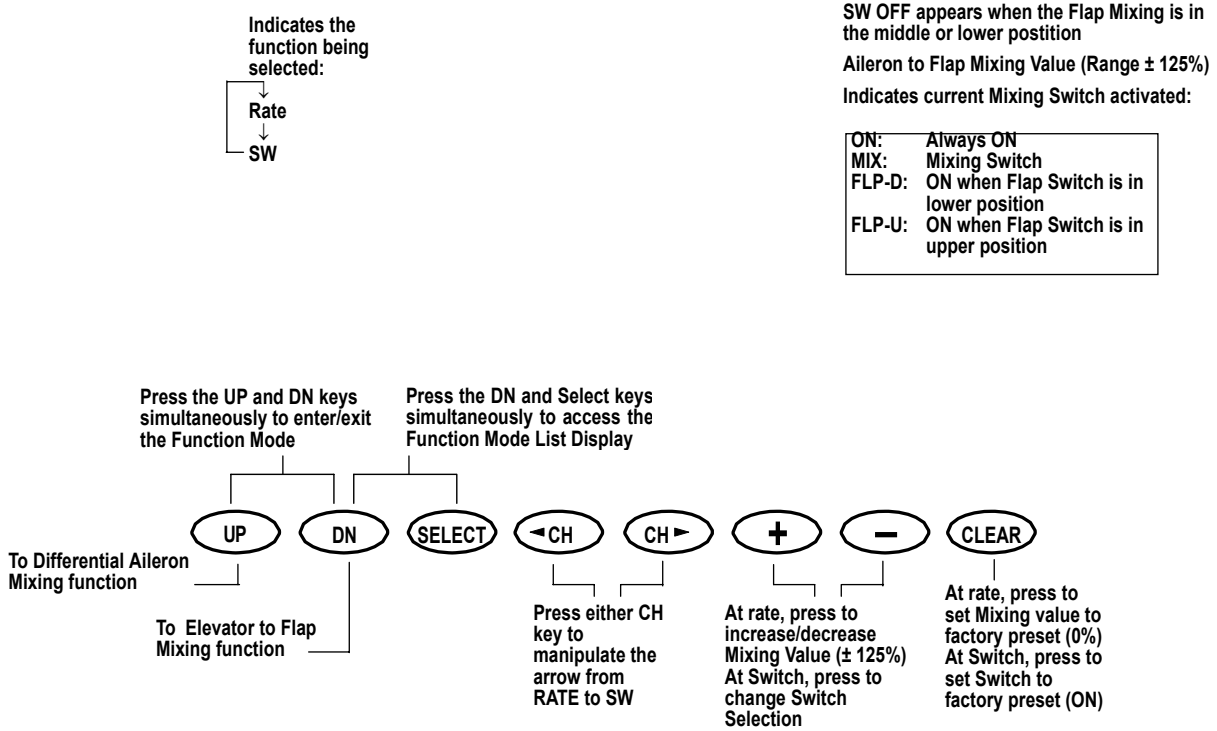 Indicates the
function being
selected:
Rate
SW
SW OFF appears when the Flap Mixing is in
the middle or lower postition
Aileron to Flap Mixing Value (Range ± 125%)
Indicates current Mixing Switch activated:
ON: Always ON
MIX: Mixing Switch
FLP-D: ON when Flap Switch is in
lower position
FLP-U: ON when Flap Switch is in
upper position
Press the UP and DN keys
simultaneously to enter/exit
the Function Mode
Press the DN and Select keys
simultaneously to access the
Function Mode List Display
UP
DN
SELECT
◄CH
CH►
+
−
CLEAR
To Differential Aileron
Mixing function
To Elevator to Flap
Mixing function
Press either CH
key to
manipulate the
arrow from
RATE to SW
At rate, press to
increase/decrease
Mixing Value (± 125%)
At Switch, press to
change Switch
Selection
At rate, press to
set Mixing value to
factory preset (0%)
At Switch, press to
set Switch to
factory preset (ON)